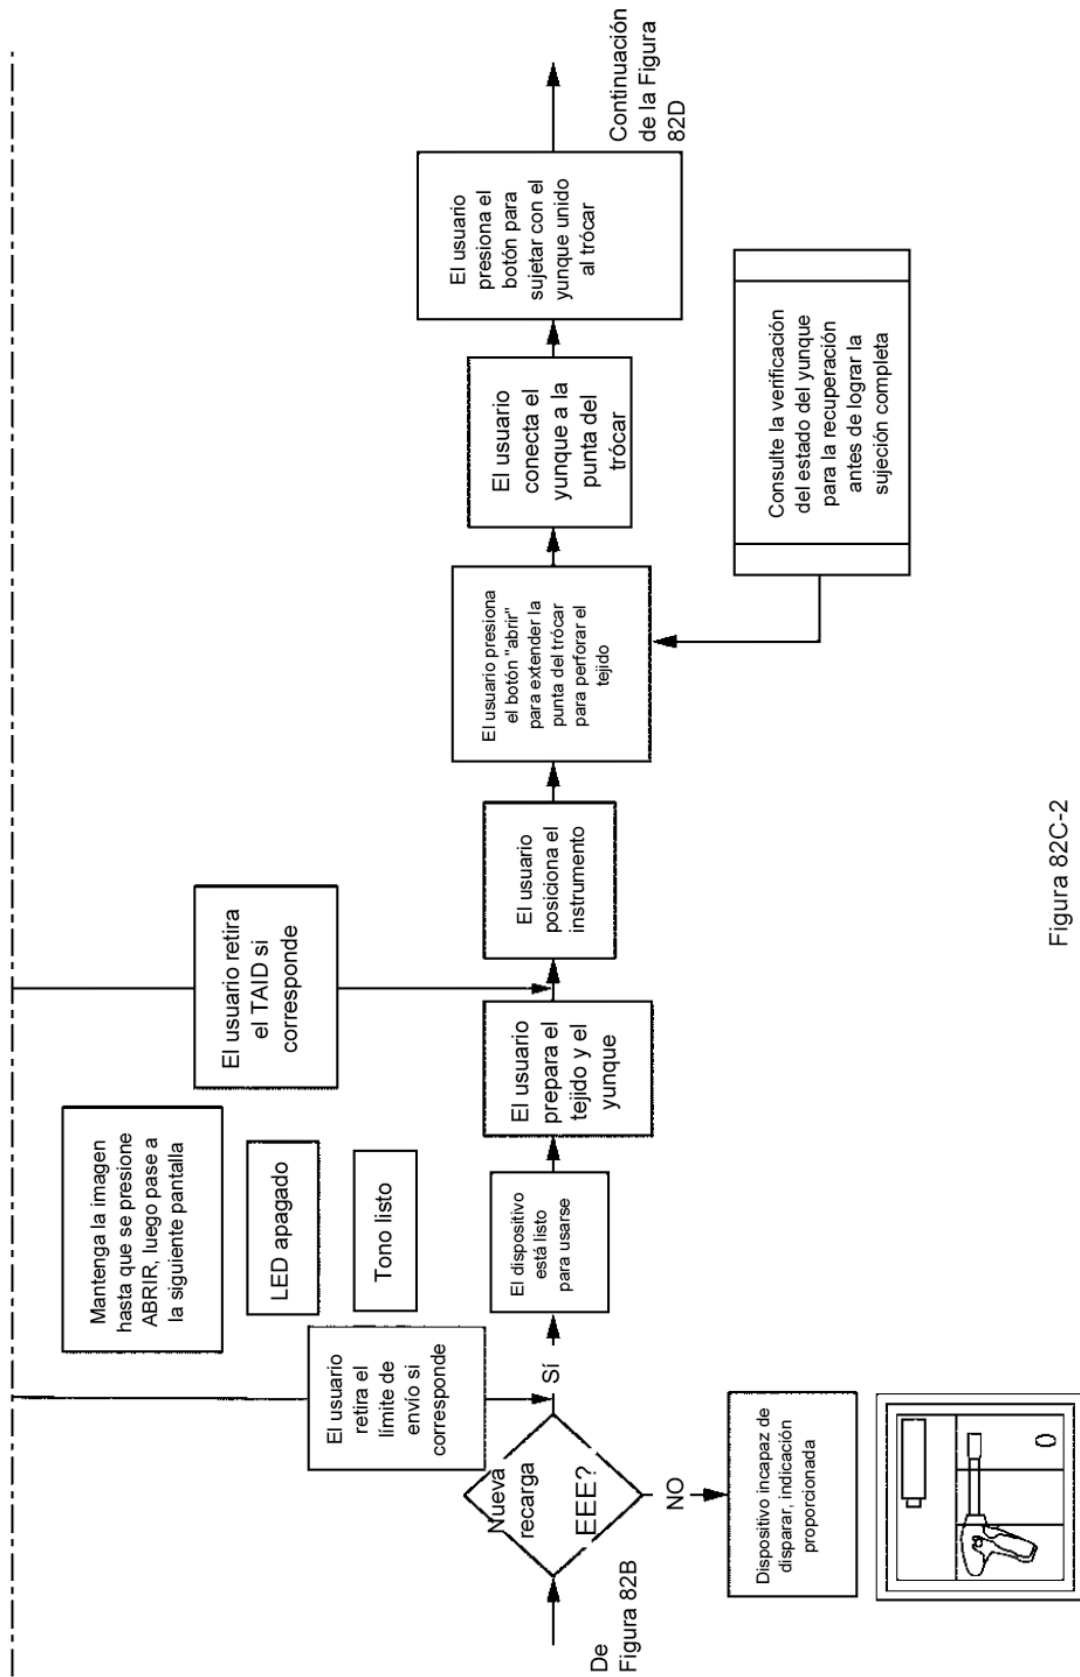 Mantenga la imagen
hasta que se presione
ABRIR, luego pase a
la siguiente pantalla
LED apagado
Tono listo
El usuario
retira el
límite de
envío si
corresponde
El usuario retira
el TAID si
corresponde
De
Figura 82B
Nueva
recarga
EEE?
Sí
NO
Dispositivo incapaz de
disparar, indicación
proporcionada
0
El dispositivo
está listo
para usarse
El usuario
prepara el
tejido y el
yunque
El usuario
posiciona el
instrumento
El usuario presiona
el botón "abrir"
para extender la
punta del trócar
para perforar el
tejido
El usuario
conecta el
yunque a la
punta del
trócar
El usuario
presiona el
botón para
sujetar con el
yunque unido
al trócar
Continuación
de la Figura
82D
Consulte la verificación
del estado del yunque
para la recuperación
antes de lograr la
sujeción completa
Figura 82C-2